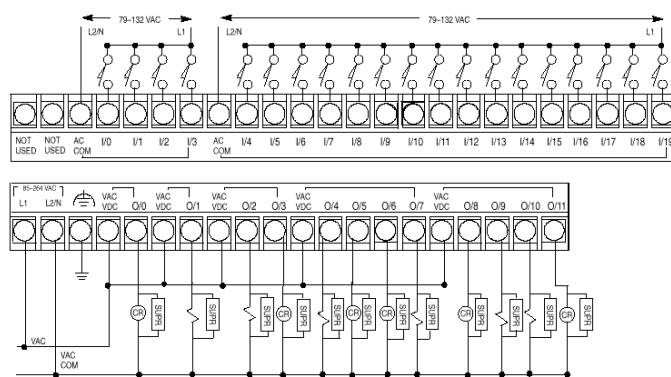 79–132 VAC
79–132 VAC
L2/N
L1
L2/N
L1
NOT USED
NOT USED
AC COM
I/0
I/1
I/2
I/3
AC COM
I/4
I/5
I/6
I/7
I/8
I/9
I/10
I/11
I/12
I/13
I/14
I/15
I/16
I/17
I/18
I/19
85–264 VAC
L1
L2/N
VAC VDC
O/0
VAC VDC
O/1
VAC VDC
O/2
O/3
VAC VDC
O/4
O/5
O/6
O/7
VAC VDC
O/8
O/9
O/10
O/11
CR
SUPR
SUPR
SUPR
CR
SUPR
SUPR
CR
SUPR
CR
SUPR
SUPR
CR
SUPR
SUPR
SUPR
CR
SUPR
VAC
VAC COM